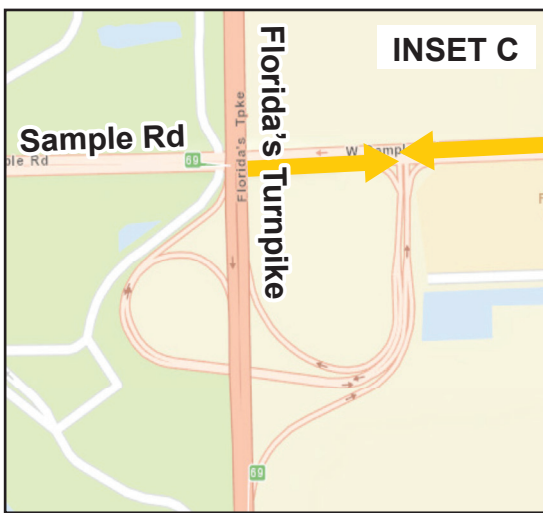 INSET C
Florida's Turnpike
Florida's Tpke
Sample Rd
ple Rd
69
W Sampl
69